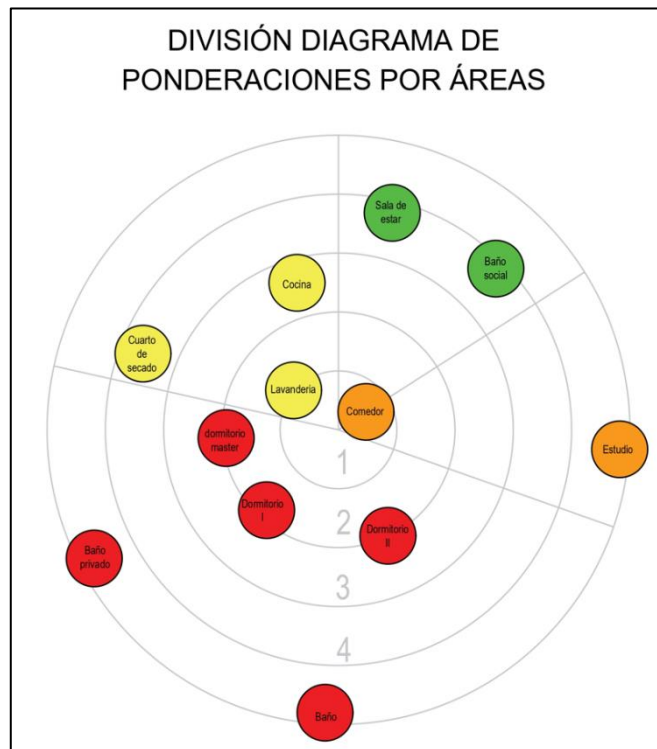 DIVISIÓN DIAGRAMA DE
PONDERACIONES POR ÁREAS
Sala de
estar
Baño
social
Cocina
Cuarto
de
secado
Lavanderia
Comedor
dormitorio
master
Estudio
1
Dormitorio
I
2
Dormitorio
II
Baño
privado
3
4
Baño